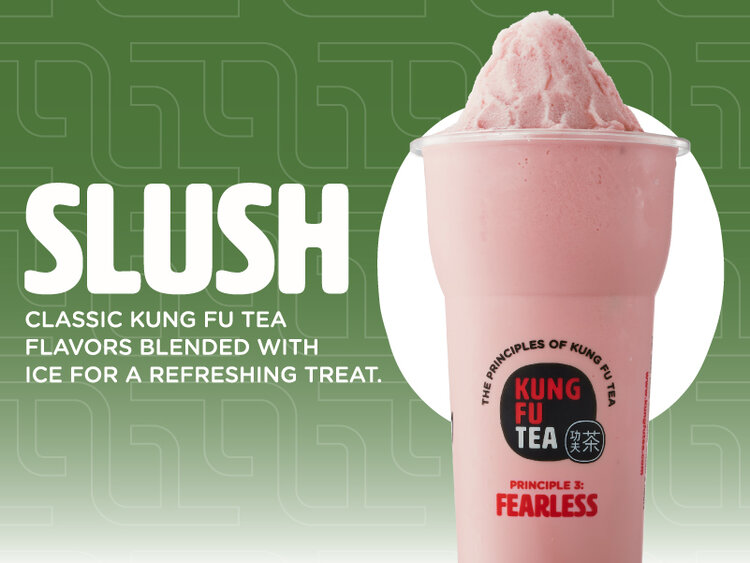 SLUSH
CLASSIC KUNG FU TEA
FLAVORS BLENDED WITH
ICE FOR A REFRESHING TREAT.
THE PRINCIPLES OF KUNG FU TEA
KUNG
FU
TEA
功夫茶
PRINCIPLE 3:
FEARLESS